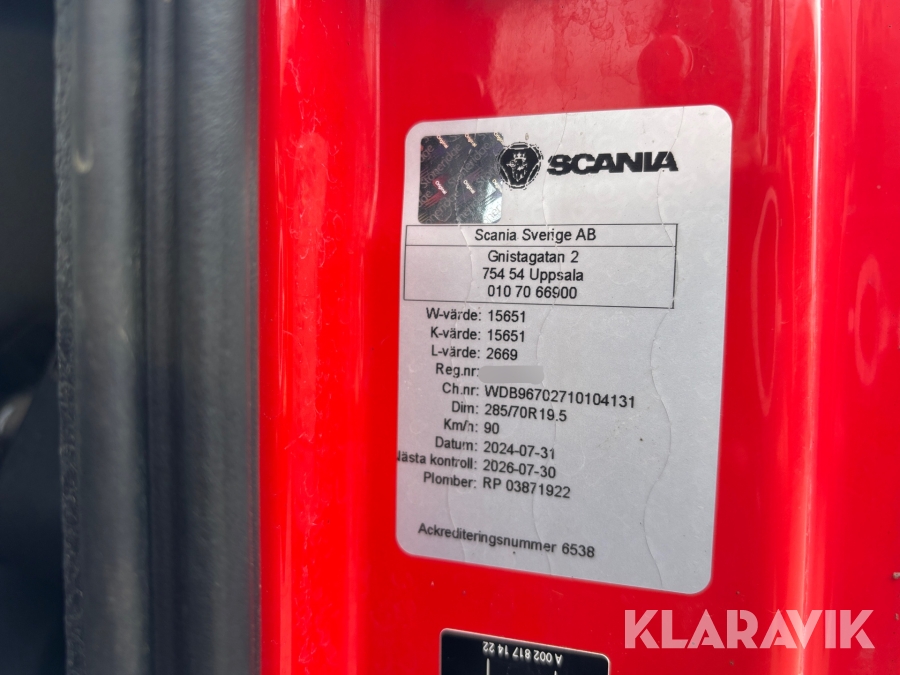 SCANIA
Scania Sverige AB
Gnistagatan 2
754 54 Uppsala
010 70 66900
W-värde: 15651
K-värde: 15651
L-värde: 2669
Reg.nr:
Ch.nr: WDB96702710104131
Dim: 285/70R19.5
Km/h: 90
Datum: 2024-07-31
Nästa kontroll: 2026-07-30
Plomber: RP 03871922
Ackrediteringsnummer 6538
KLARAVIK
A 002 817 14 22